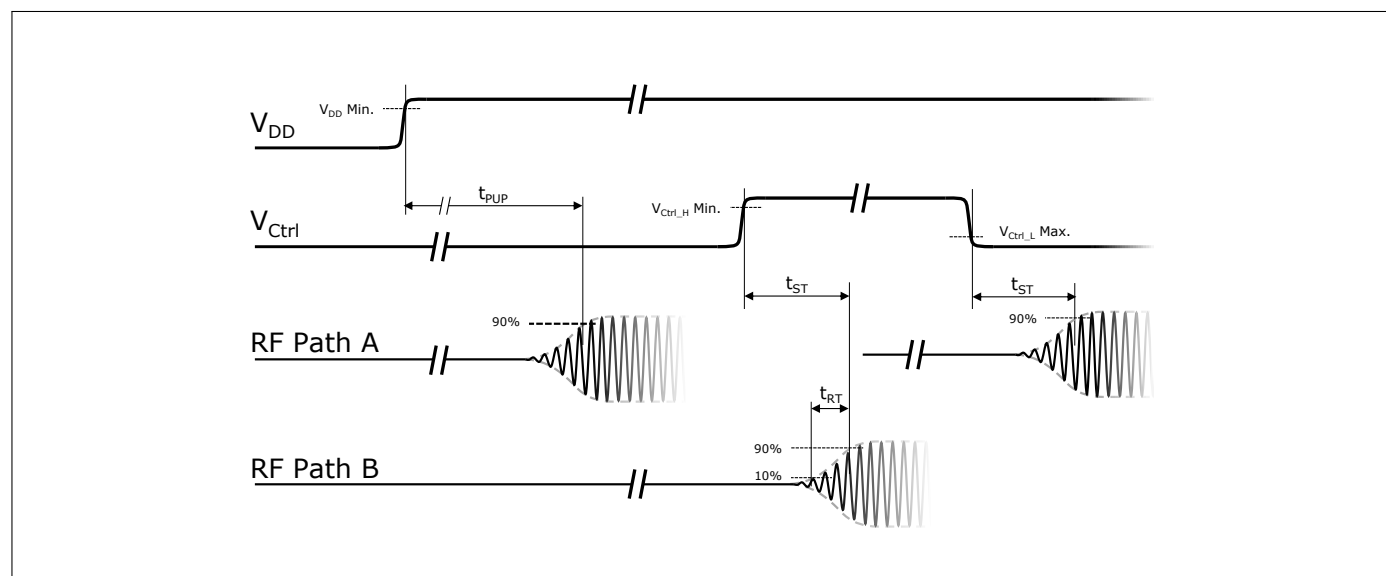 V_DD Min.
V_DD
t_PUP
V_Ctrl_H Min.
V_Ctrl
V_Ctrl_L Max.
t_ST
t_ST
90%
90%
RF Path A
t_RT
90%
RF Path B
10%